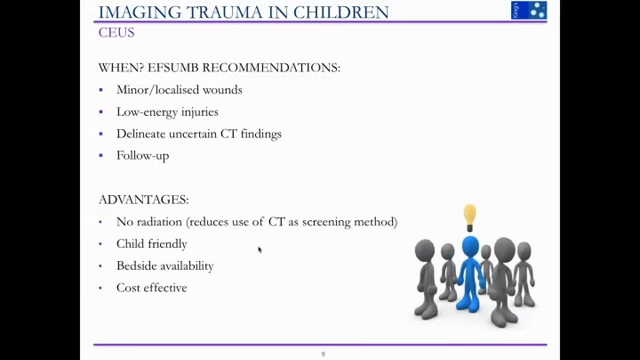 IMAGING TRAUMA IN CHILDREN
CEUS
WHEN? EFSUMB RECOMMENDATIONS:
Minor/localised wounds
Low-energy injuries
Delineate uncertain CT findings
Follow-up
ADVANTAGES:
No radiation (reduces use of CT as screening method)
Child friendly
Bedside availability
Cost effective
9